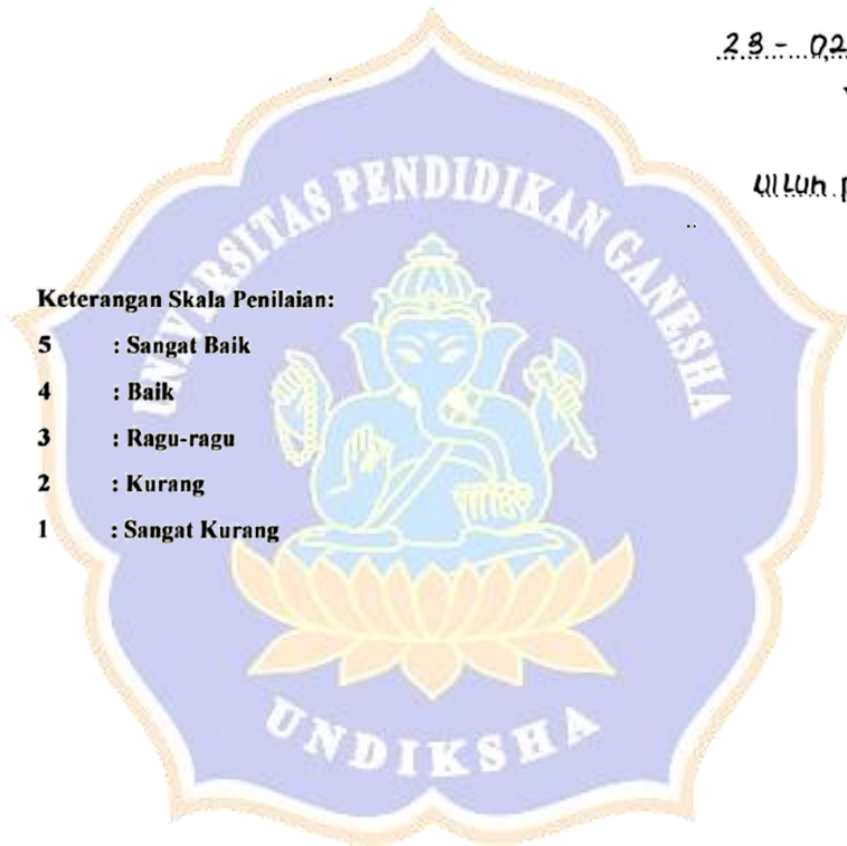 23 - 02
UNIVERSITAS PENDIDIKAN GANESHA
Keterangan Skala Penilaian:
5 : Sangat Baik
4 : Baik
3 : Ragu-ragu
2 : Kurang
1 : Sangat Kurang
UNDIKSHA